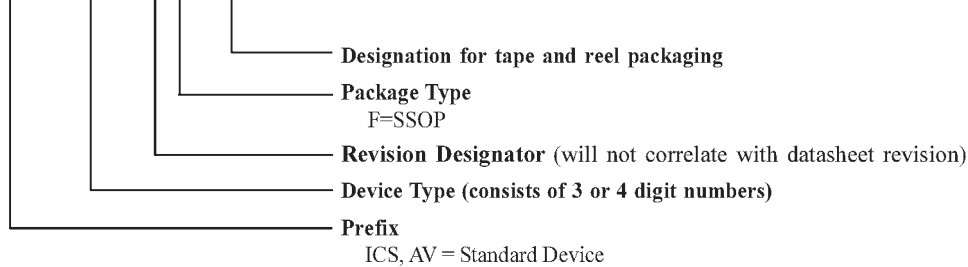 Designation for tape and reel packaging
Package Type
F=SSOP
Revision Designator (will not correlate with datasheet revision)
Device Type (consists of 3 or 4 digit numbers)
Prefix
ICS, AV = Standard Device